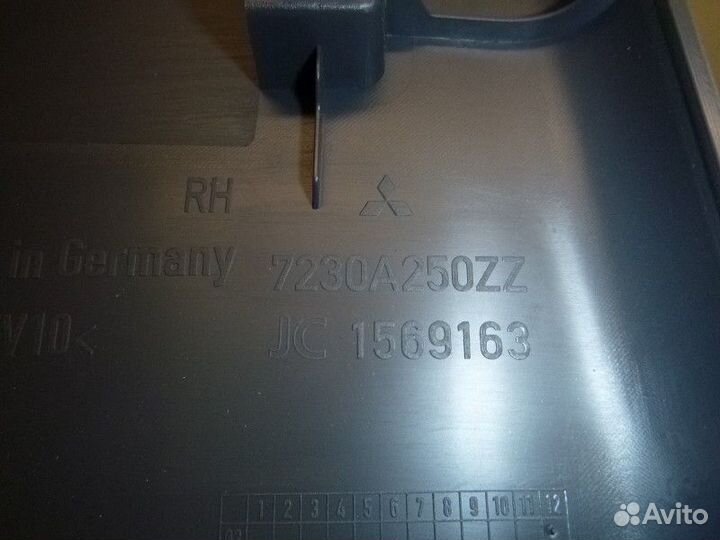 RH
in Germany 7230A250ZZ
V10< JC 1569163
1 2 3 4 5 6 7 8 9 10 11 12
Avito